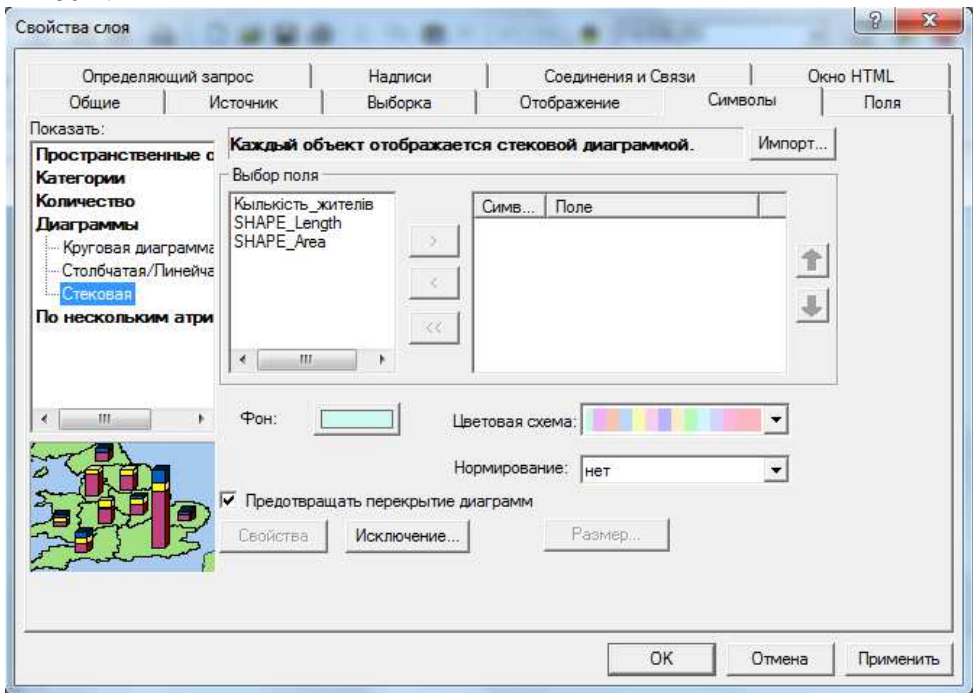 Свойства слоя
Определяющий запрос
Надписи
Соединения и Связи
Окно HTML
Общие
Источник
Выборка
Отображение
Символы
Поля
Показать:
Пространственные о
Категории
Количество
Диаграммы
Круговая диаграмма
Столбчатая/Линейча
Стековая
По нескольким атри
Каждый объект отображается стековой диаграммой.
Импорт...
Выбор поля
Кылькість_жителів
SHAPE_Length
SHAPE_Area
>
<
<<
Симв...
Поле
Фон:
Цветовая схема:
Нормирование:
нет
Предотвращать перекрытие диаграмм
Свойства
Исключение...
Размер...
OK
Отмена
Применить